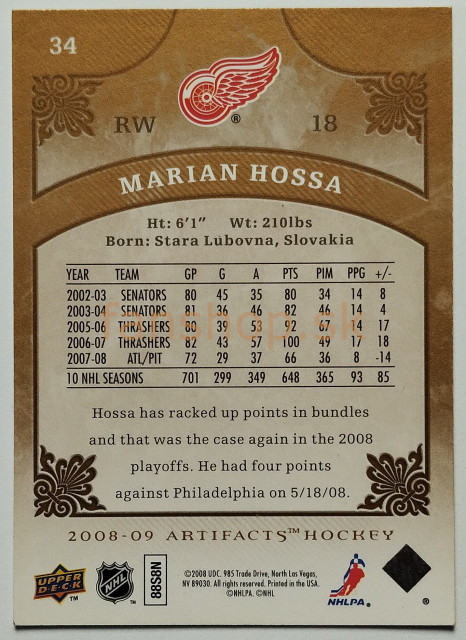 34
RW 18
MARIAN HOSSA
Ht: 6'1" Wt: 210lbs
Born: Stara Lubovna, Slovakia
YEAR TEAM GP G A PTS PIM PPG +/-
2002-03 SENATORS 80 45 35 80 34 14 8
2003-04 SENATORS 81 36 46 82 46 14 4
2005-06 THRASHERS 80 39 53 92 67 14 17
2006-07 THRASHERS 82 43 57 100 49 17 18
2007-08 ATL/PIT 72 29 37 66 36 8 -14
10 NHL SEASONS 701 299 349 648 365 93 85
Hossa has racked up points in bundles
and that was the case again in the 2008
playoffs. He had four points
against Philadelphia on 5/18/08.
2008-09 ARTIFACTS™ HOCKEY
UPPER DECK ™
NHL
88S8N
©2008 UDC. 985 Trade Drive, North Las Vegas,
NV 89030. All rights reserved. Printed in the USA.
©NHLPA. ©NHL
NHLPA.